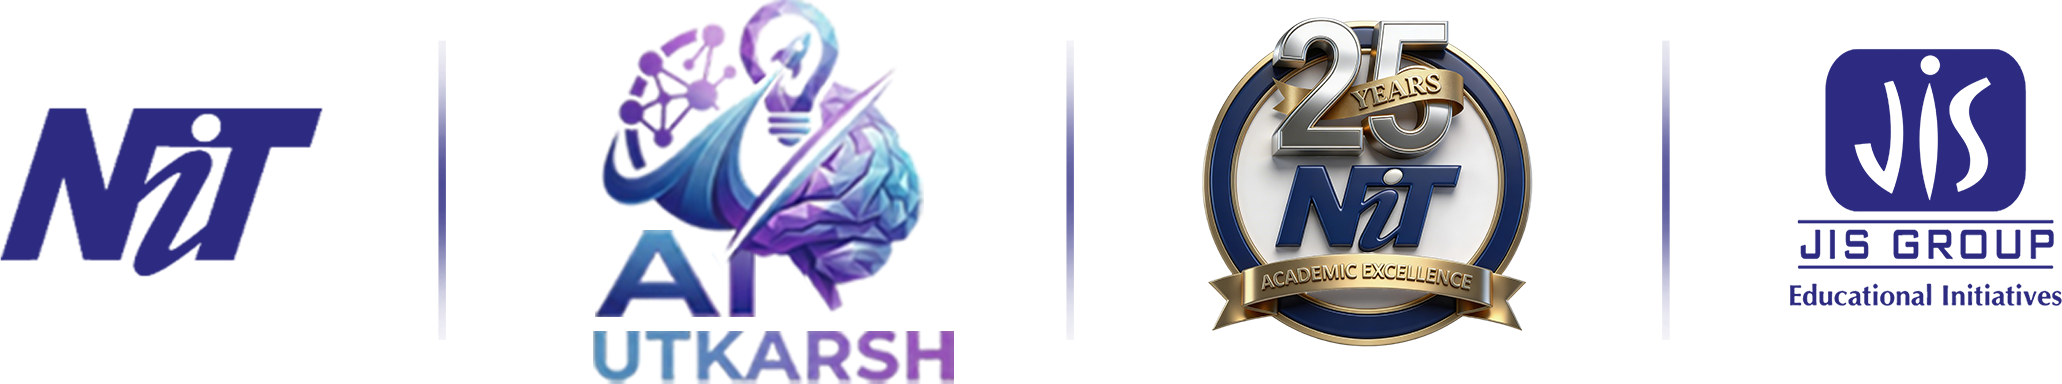 NiT
AI
UTKARSH
25
YEARS
NiT
ACADEMIC EXCELLENCE
JiS
JIS GROUP
Educational Initiatives